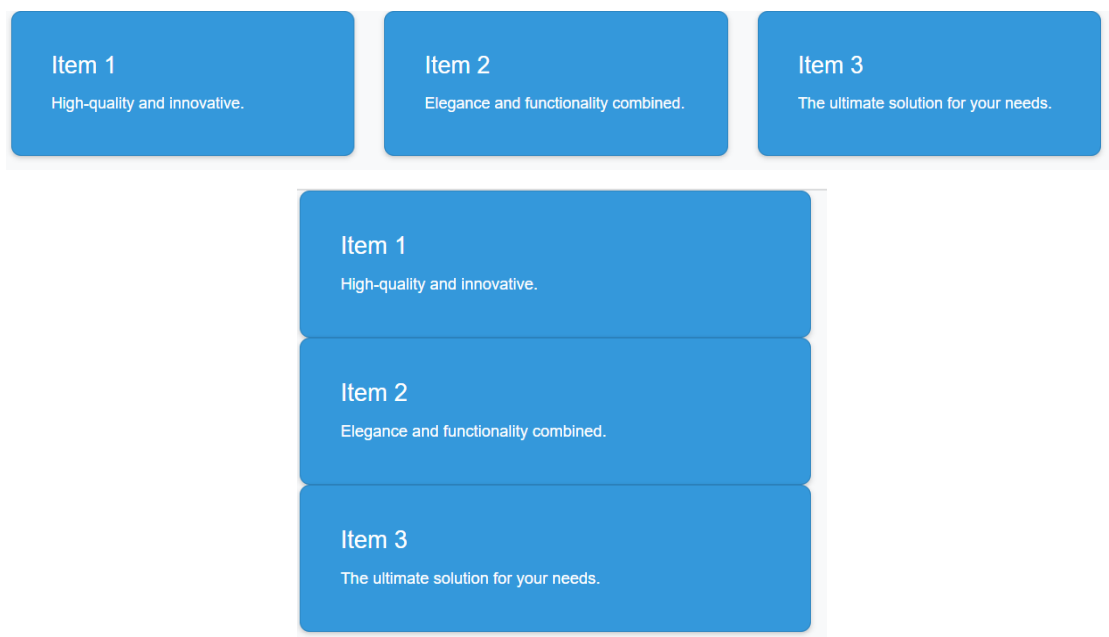 Item 1
High-quality and innovative.
Item 2
Elegance and functionality combined.
Item 3
The ultimate solution for your needs.
Item 1
High-quality and innovative.
Item 2
Elegance and functionality combined.
Item 3
The ultimate solution for your needs.